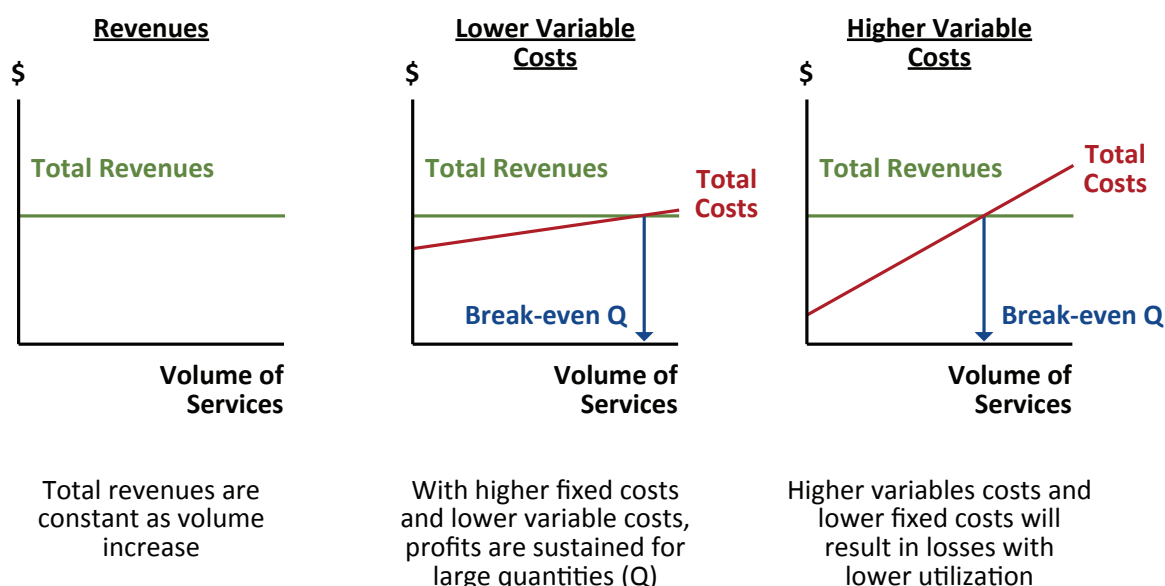 Revenues
$
Total Revenues
Volume of
Services
Total revenues are
constant as volume
increase
Lower Variable
Costs
$
Total Revenues
Total
Costs
Break-even Q
Volume of
Services
With higher fixed costs
and lower variable costs,
profits are sustained for
large quantities (Q)
Higher Variable
Costs
$
Total Revenues
Total
Costs
Break-even Q
Volume of
Services
Higher variables costs and
lower fixed costs will
result in losses with
lower utilization